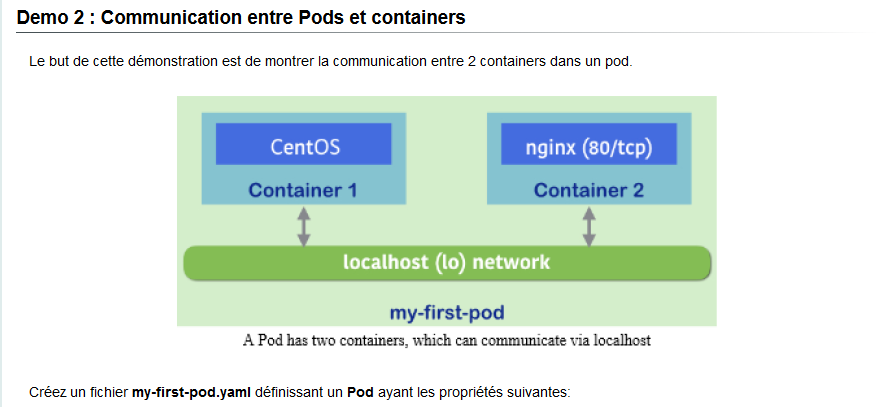 Demo 2 : Communication entre Pods et containers
Le but de cette démonstration est de montrer la communication entre 2 containers dans un pod.
CentOS
Container 1
nginx (80/tcp)
Container 2
localhost (lo) network
my-first-pod
A Pod has two containers, which can communicate via localhost
Créez un fichier my-first-pod.yaml définissant un Pod ayant les propriétés suivantes: